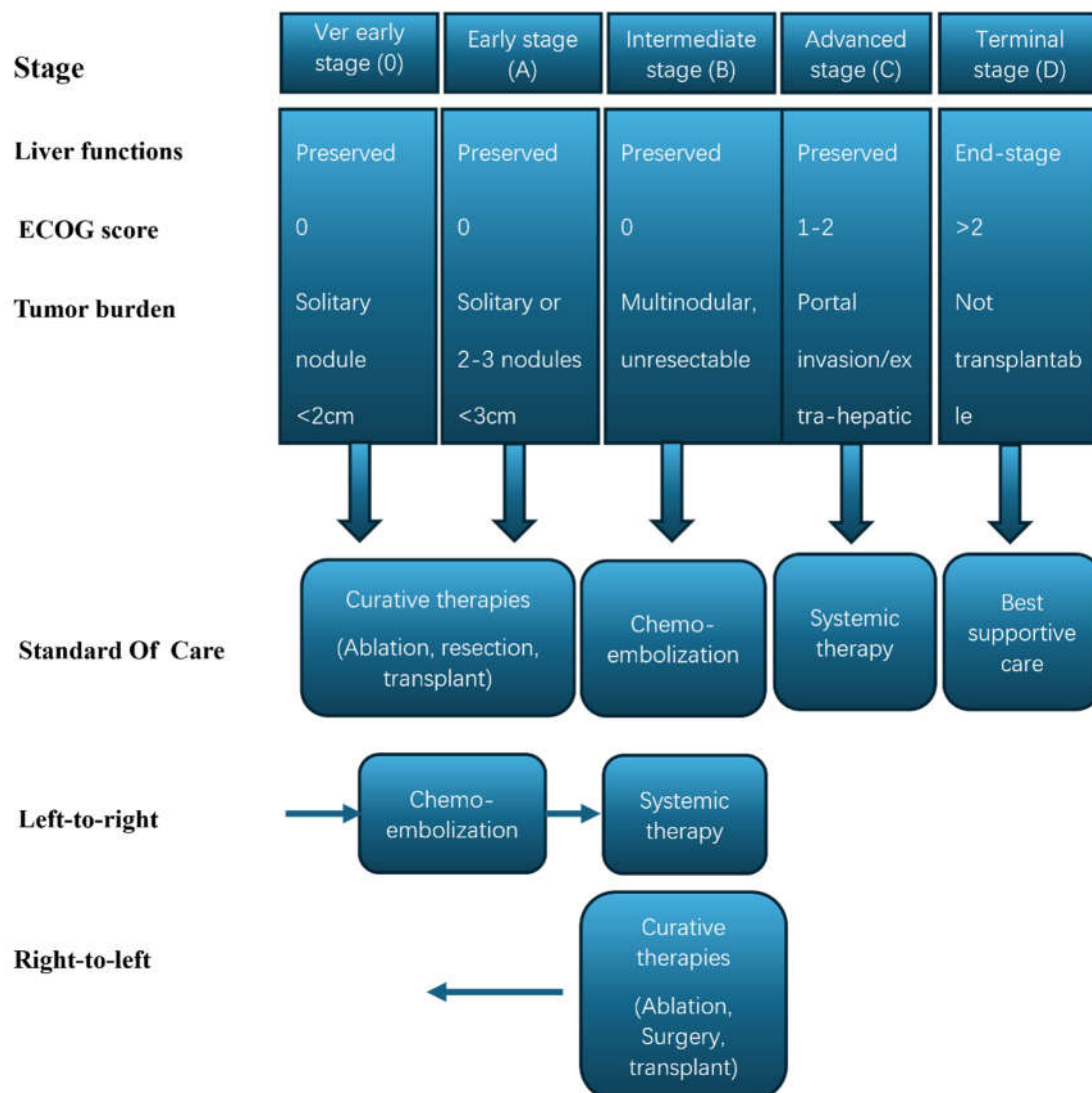 Stage
Ver early
stage (0)
Early stage
(A)
Intermediate
stage (B)
Advanced
stage (C)
Terminal
stage (D)
Liver functions
Preserved
Preserved
Preserved
Preserved
End-stage
ECOG score
0
0
0
1-2
>2
Tumor burden
Solitary
nodule
<2cm
Solitary or
2-3 nodules
<3cm
Multinodular,
unresectable
Portal
invasion/ex
tra-hepatic
Not
transplantab
le
Standard Of Care
Curative therapies
(Ablation, resection,
transplant)
Chemo-
embolization
Systemic
therapy
Best
supportive
care
Left-to-right
Chemo-
embolization
Systemic
therapy
Right-to-left
Curative
therapies
(Ablation,
Surgery,
transplant)